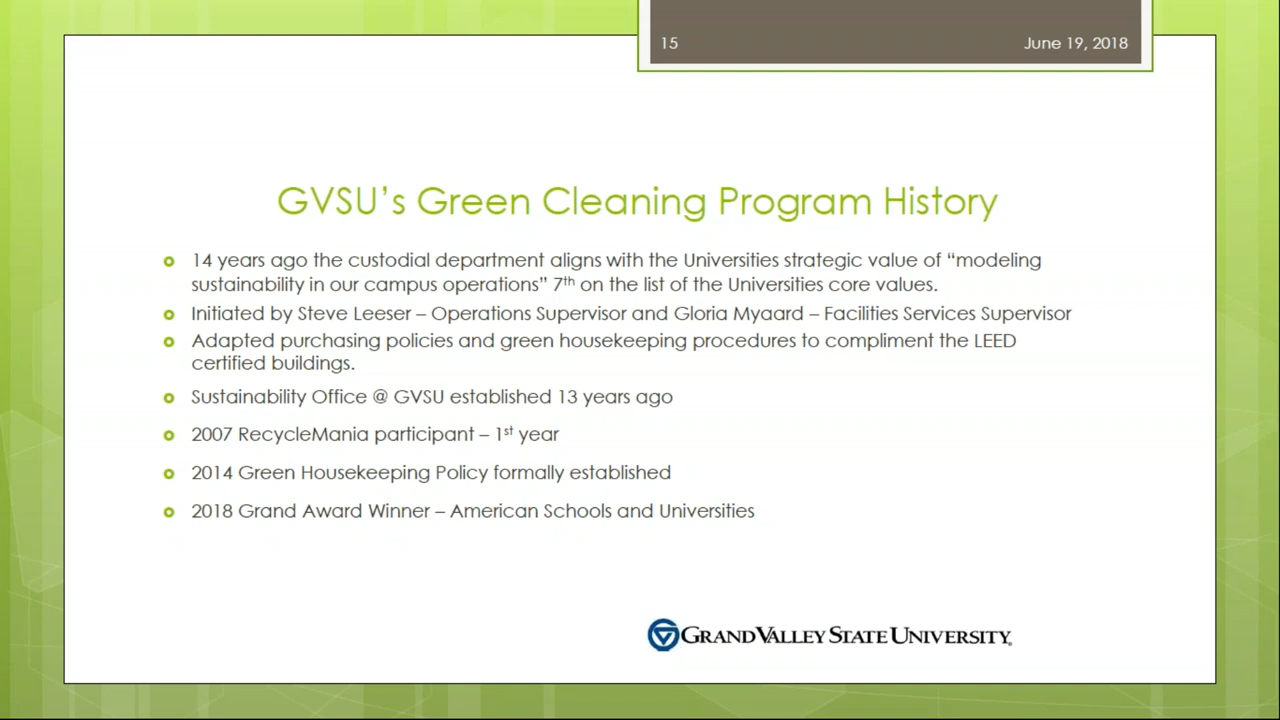 15 June 19, 2018
GVSU’s Green Cleaning Program History
14 years ago the custodial department aligns with the Universities strategic value of “modeling
sustainability in our campus operations” 7th on the list of the Universities core values.
Initiated by Steve Leeser – Operations Supervisor and Gloria Myaard – Facilities Services Supervisor
Adapted purchasing policies and green housekeeping procedures to compliment the LEED
certified buildings.
Sustainability Office @ GVSU established 13 years ago
2007 RecycleMania participant – 1st year
2014 Green Housekeeping Policy formally established
2018 Grand Award Winner – American Schools and Universities
GRAND VALLEY STATE UNIVERSITY®